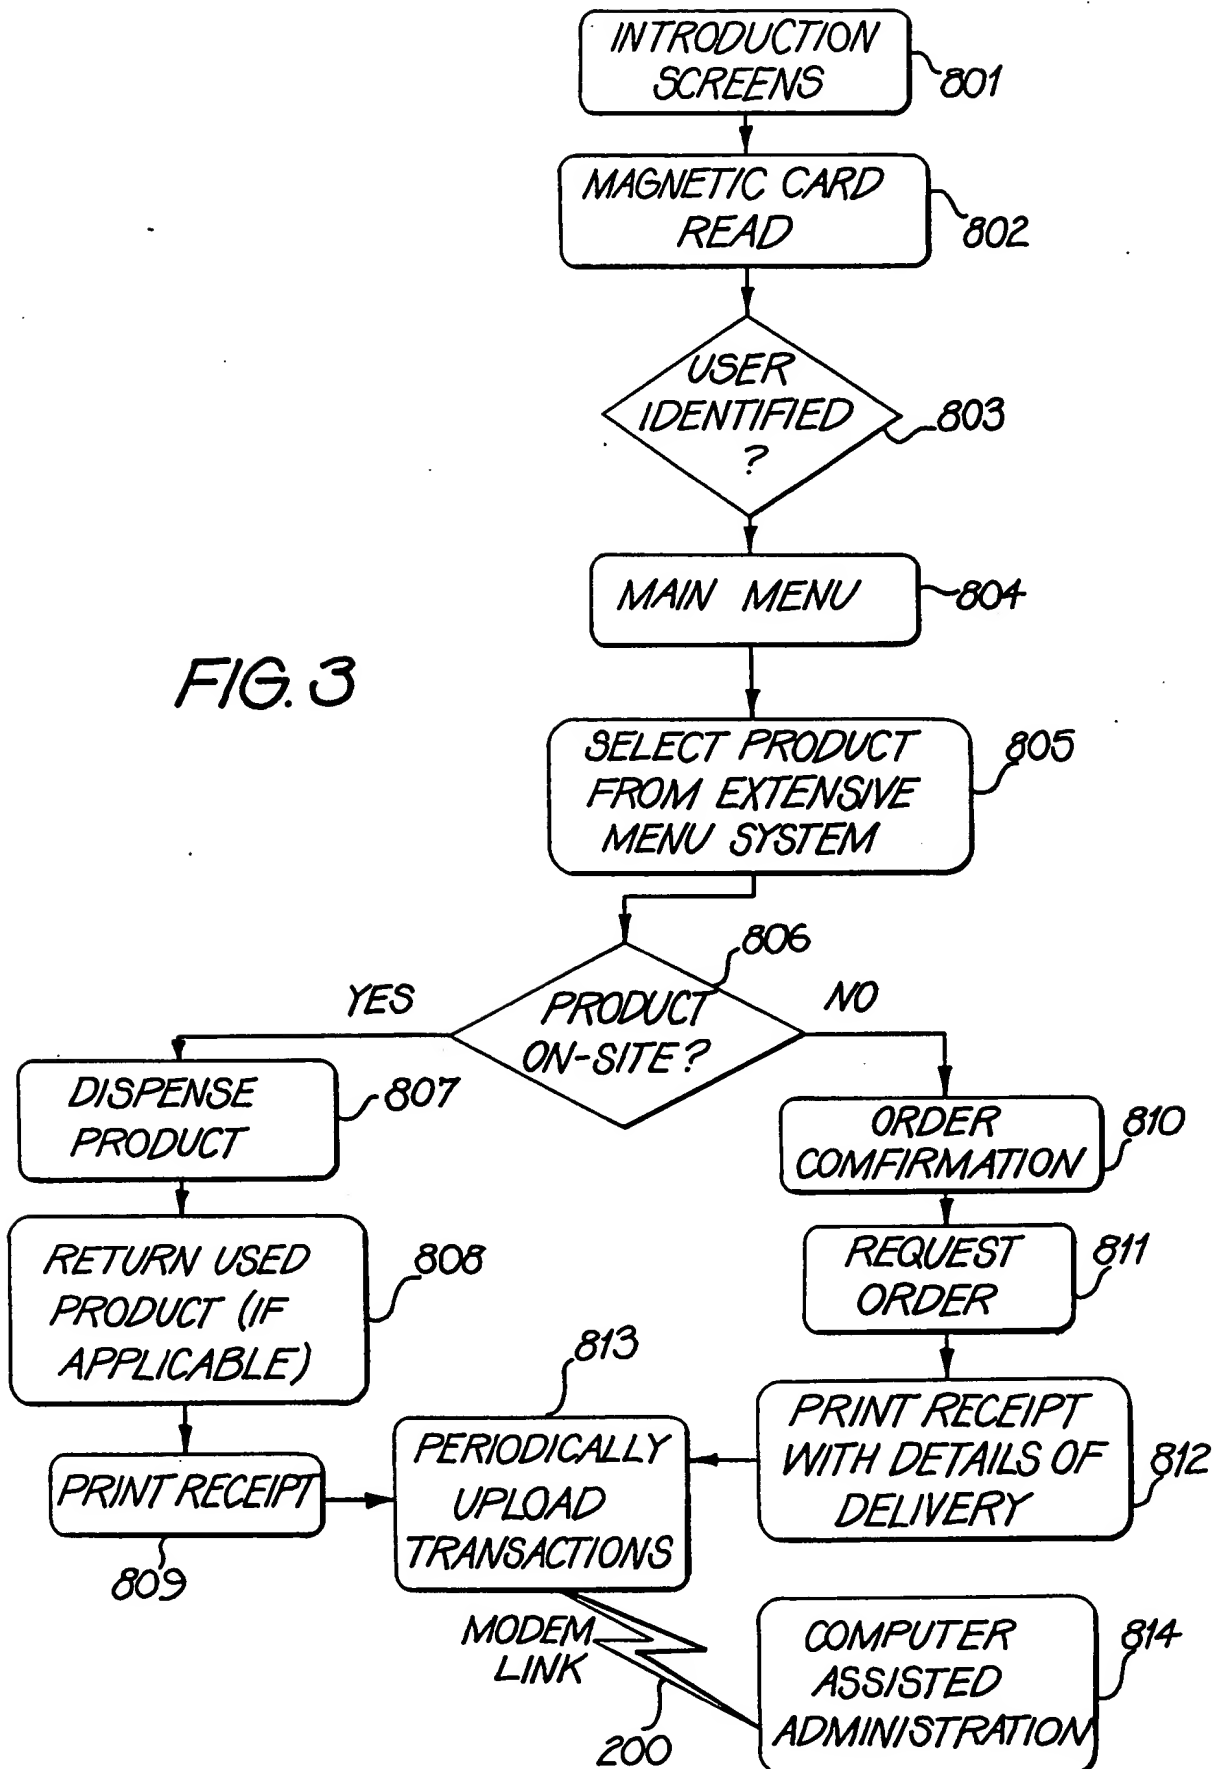 INTRODUCTION
SCREENS
801
MAGNETIC CARD
READ
802
USER
IDENTIFIED
?
803
MAIN MENU
804
FIG. 3
SELECT PRODUCT
FROM EXTENSIVE
MENU SYSTEM
805
806
YES
PRODUCT
ON-SITE?
NO
DISPENSE
PRODUCT
807
ORDER
COMFIRMATION
810
RETURN USED
PRODUCT (IF
APPLICABLE)
808
REQUEST
ORDER
811
813
PRINT RECEIPT
809
PERIODICALLY
UPLOAD
TRANSACTIONS
PRINT RECEIPT
WITH DETAILS OF
DELIVERY
812
MODEM
LINK
200
COMPUTER
ASSISTED
ADMINISTRATION
814